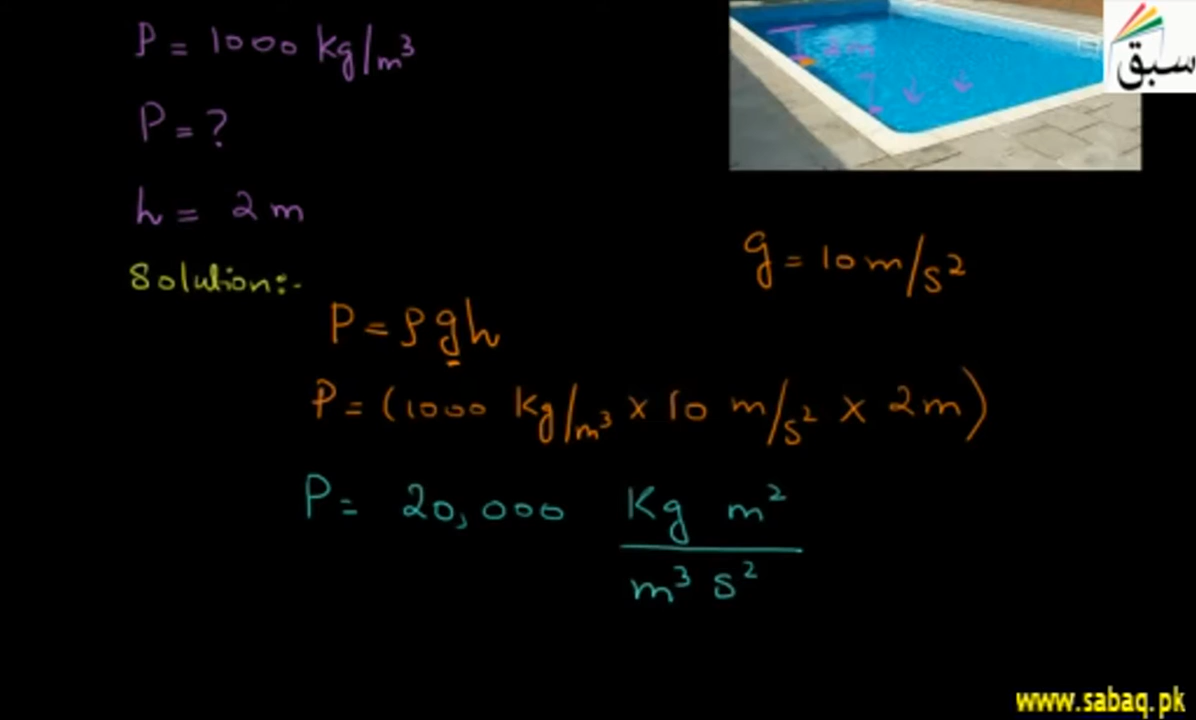 ρ = 1000 kg/m³
P = ?
h = 2 m
Solution:-
2m
سبق
g = 10 m/s²
P = ρgh
P = (1000 kg/m³ × 10 m/s² × 2m)
P = 20,000 Kg m² / m³ s²
www.sabaq.pk